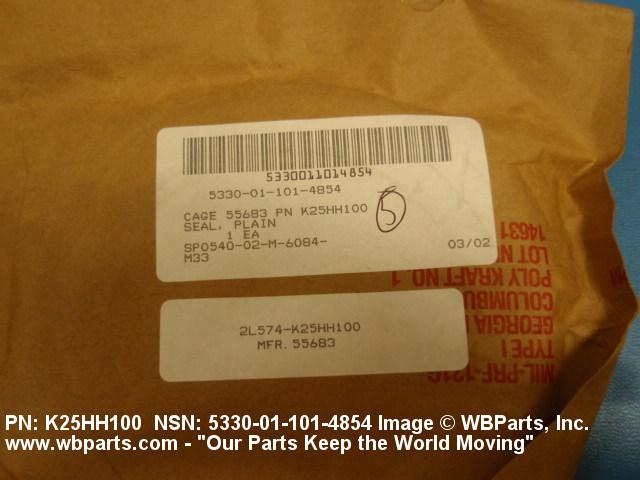 5330011014854
5330-01-101-4854
CAGE 55683 PN K25HH100
SEAL, PLAIN
1 EA
SP0540-02-M-6084-
M33
03/02
5
2L574-K25HH100
MFR. 55683
14631
LOT N
POLY KRAFT NO. 1
COLUMBU
GEORGIA
TYPE I
MIL-PRF-121G
PN: K25HH100 NSN: 5330-01-101-4854 Image © WBParts, Inc.
www.wbparts.com - "Our Parts Keep the World Moving"